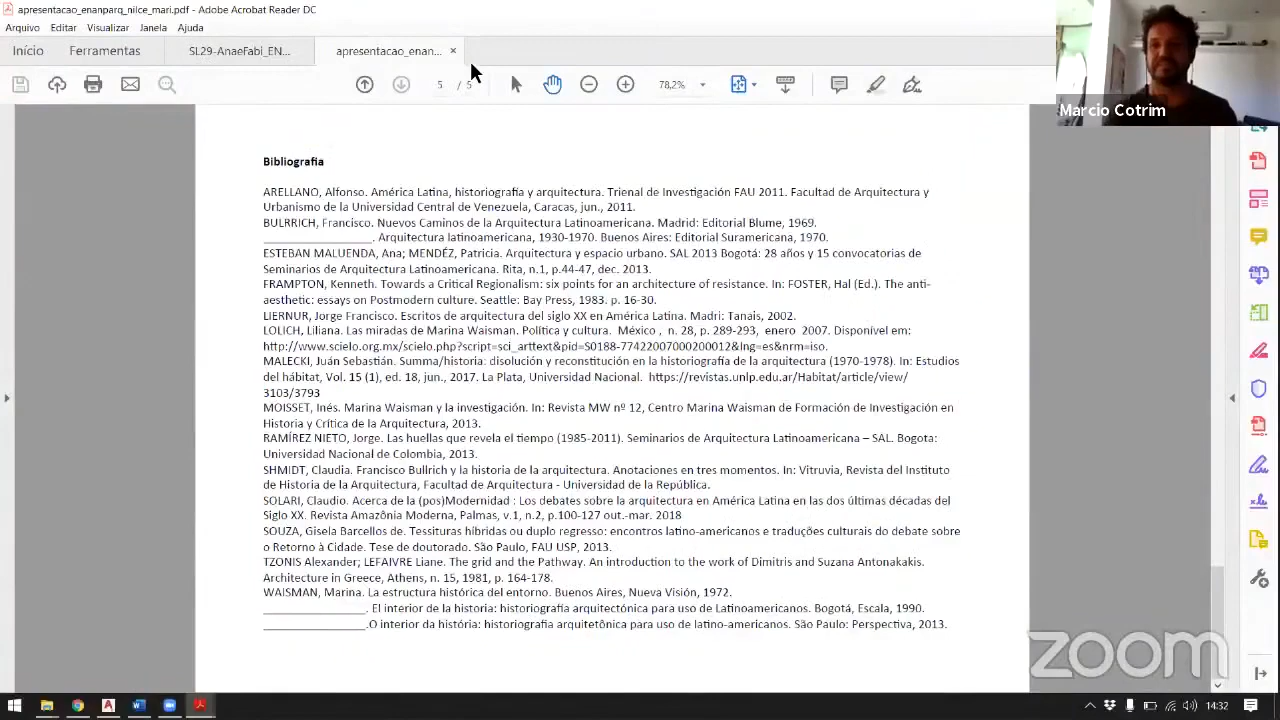 apresentacao_enanparq_nilce_mari.pdf - Adobe Acrobat Reader DC
Arquivo Editar Visualizar Janela Ajuda
Início Ferramentas SL29-AnaeFabi_EN... apresentacao_enan... ×
5 / 5 78,2%
Marcio Cotrim
Bibliografia
ARELLANO, Alfonso. América Latina, historiografia y arquitectura. Trienal de Investigación FAU 2011. Facultad de Arquitectura y
Urbanismo de la Universidad Central de Venezuela, Caracas, jun., 2011.
BULRRICH, Francisco. Nuevos Caminos de la Arquitectura Latinoamericana. Madrid: Editorial Blume, 1969.
__________________. Arquitectura latinoamericana, 1930-1970. Buenos Aires: Editorial Suramericana, 1970.
ESTEBAN MALUENDA, Ana; MENDÉZ, Patricia. Arquitectura y espacio urbano. SAL 2013 Bogotá: 28 años y 15 convocatorias de
Seminarios de Arquitectura Latinoamericana. Rita, n.1, p.44-47, dec. 2013.
FRAMPTON, Kenneth. Towards a Critical Regionalism: six points for an architecture of resistance. In: FOSTER, Hal (Ed.). The anti-
aesthetic: essays on Postmodern culture. Seattle: Bay Press, 1983. p. 16-30.
LIERNUR, Jorge Francisco. Escritos de arquitectura del siglo XX en América Latina. Madri: Tanais, 2002.
LOLICH, Liliana. Las miradas de Marina Waisman. Política y cultura. México , n. 28, p. 289-293, enero 2007. Disponível em:
http://www.scielo.org.mx/scielo.php?script=sci_arttext&pid=S0188-77422007000200012&lng=es&nrm=iso.
MALECKI, Juán Sebastián. Summa/historia: disolución y reconstitución en la historiografía de la arquitectura (1970-1978). In: Estudios
del hábitat, Vol. 15 (1), ed. 18, jun., 2017. La Plata, Universidad Nacional. https://revistas.unlp.edu.ar/Habitat/article/view/
3103/3793
MOISSET, Inés. Marina Waisman y la investigación. In: Revista MW nº 12, Centro Marina Waisman de Formación de Investigación en
Historia y Crítica de la Arquitectura, 2013.
RAMÍREZ NIETO, Jorge. Las huellas que revela el tiempo (1985-2011). Seminarios de Arquitectura Latinoamericana – SAL. Bogota:
Universidad Nacional de Colombia, 2013.
SHMIDT, Claudia. Francisco Bullrich y la historia de la arquitectura. Anotaciones en tres momentos. In: Vitruvia, Revista del Instituto
de Historia de la Arquitectura, Facultad de Arquitectura - Universidad de la República.
SOLARI, Claudio. Acerca de la (pos)Modernidad : Los debates sobre la arquitectura en América Latina en las dos últimas décadas del
Siglo XX. Revista Amazônia Moderna, Palmas, v.1, n.2, p.100-127 out.-mar. 2018
SOUZA, Gisela Barcellos de. Tessituras híbridas ou duplo regresso: encontros latino-americanos e traduções culturais do debate sobre
o Retorno à Cidade. Tese de doutorado. São Paulo, FAU USP, 2013.
TZONIS Alexander; LEFAIVRE Liane. The grid and the Pathway. An introduction to the work of Dimitris and Suzana Antonakakis.
Architecture in Greece, Athens, n. 15, 1981, p. 164-178.
WAISMAN, Marina. La estructura histórica del entorno. Buenos Aires, Nueva Visión, 1972.
_________________. El interior de la historia: historiografia arquitectónica para uso de Latinoamericanos. Bogotá, Escala, 1990.
_________________.O interior da história: historiografia arquitetônica para uso de latino-americanos. São Paulo: Perspectiva, 2013.
zoom
14:32